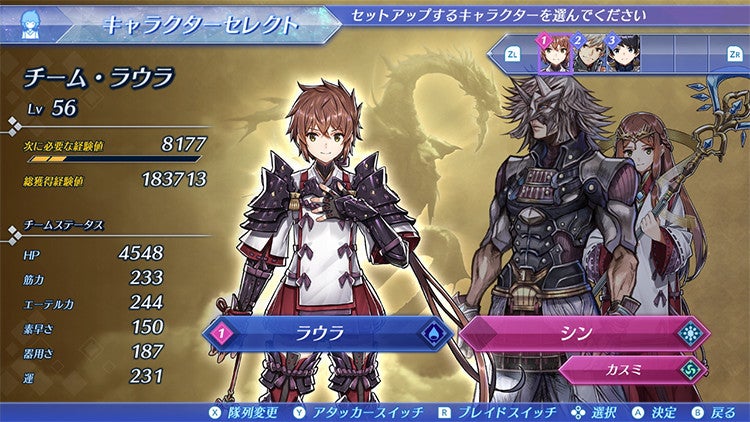 キャラクターセレクト
セットアップするキャラクターを選んでください
ZL
1
2
3
ZR
チーム・ラウラ
Lv 56
次に必要な経験値 8177
総獲得経験値 183713
チームステータス
HP 4548
筋力 233
エーテル力 244
素早さ 150
器用さ 187
運 231
1 ラウラ
シン
カスミ
X 隊列変更 Y アタッカースイッチ R ブレイドスイッチ 選択 A 決定 B 戻る